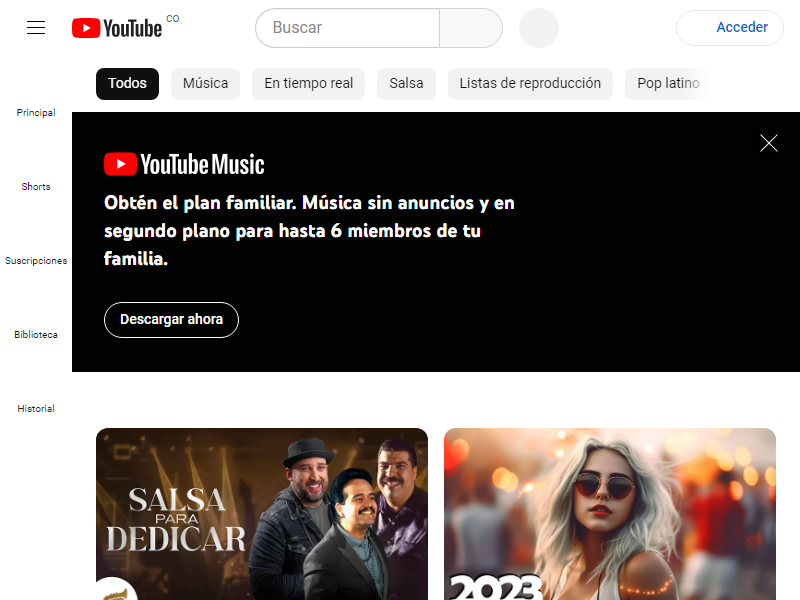 YouTube CO
Buscar
Acceder
Todos
Música
En tiempo real
Salsa
Listas de reproducción
Pop latino
Principal
Shorts
Suscripciones
Biblioteca
Historial
YouTube Music
Obtén el plan familiar. Música sin anuncios y en
segundo plano para hasta 6 miembros de tu
familia.
Descargar ahora
SALSA
PARA
DEDICAR
2023